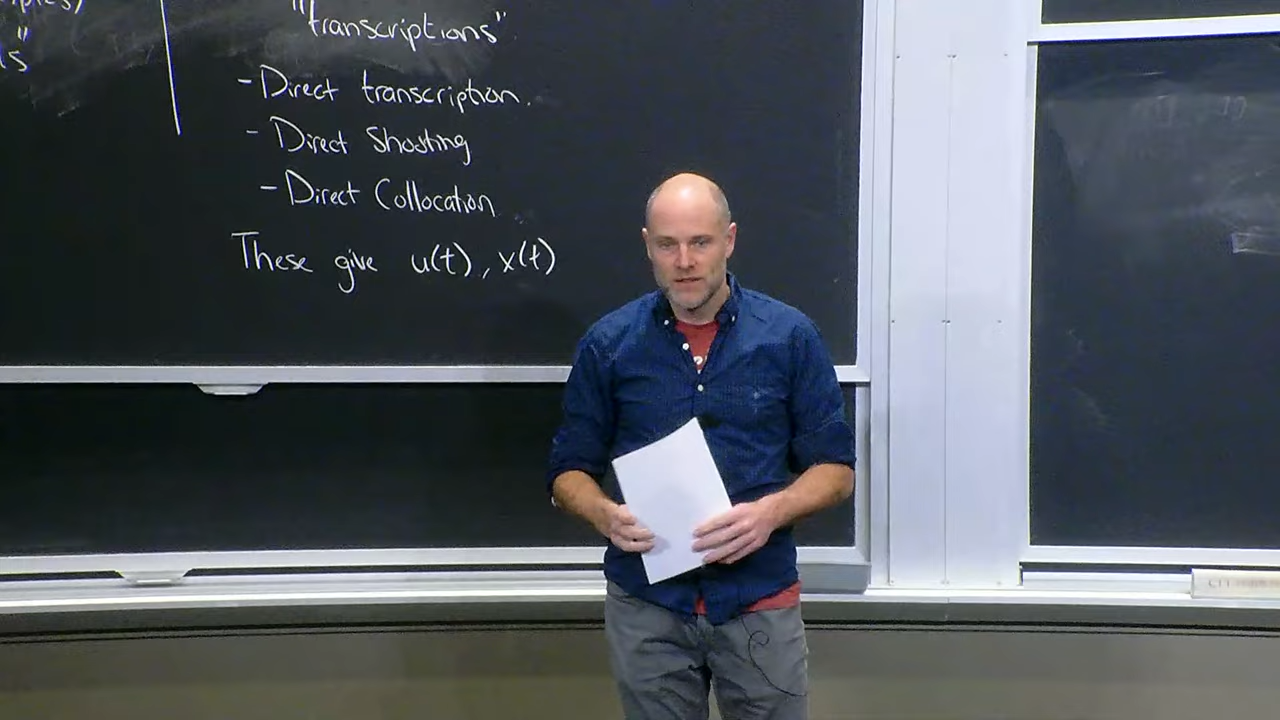 "transcriptions"
- Direct transcription.
- Direct Shooting
- Direct Collocation
These give u(t), x(t)